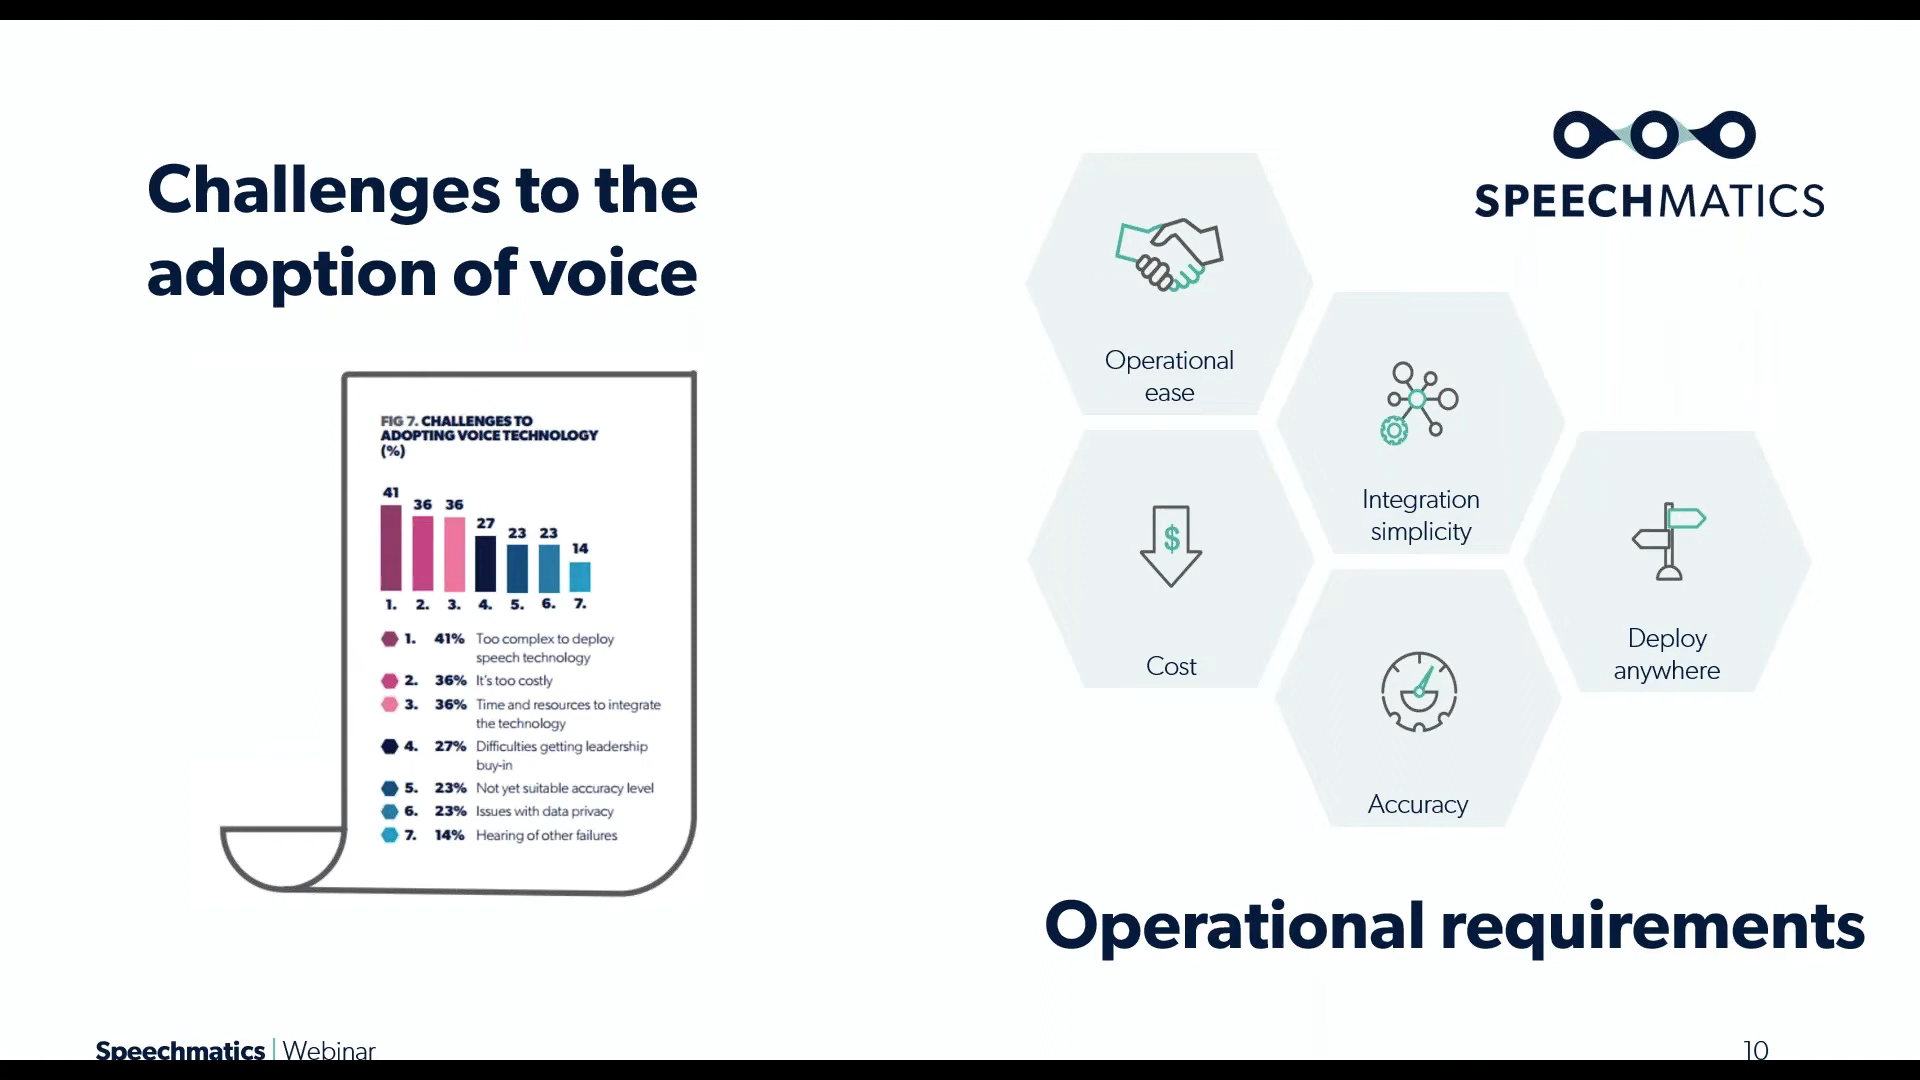 Challenges to the
adoption of voice
FIG 7. CHALLENGES TO
ADOPTING VOICE TECHNOLOGY
(%)
41
36
36
27
23
23
14
1.
2.
3.
4.
5.
6.
7.
1. 41% Too complex to deploy
speech technology
2. 36% It's too costly
3. 36% Time and resources to integrate
the technology
4. 27% Difficulties getting leadership
buy-in
5. 23% Not yet suitable accuracy level
6. 23% Issues with data privacy
7. 14% Hearing of other failures
SPEECHMATICS
Operational
ease
Integration
simplicity
$
Cost
Deploy
anywhere
Accuracy
Operational requirements
Speechmatics | Webinar
10